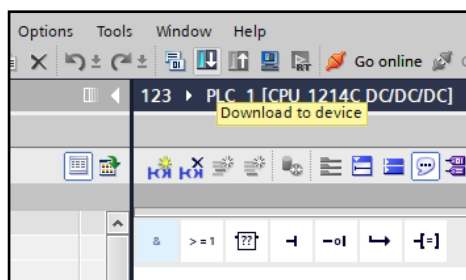 Options Tools Window Help
Go online
123 ▸ PLC_1 [CPU 1214C DC/DC/DC]
Download to device
& >=1 ??